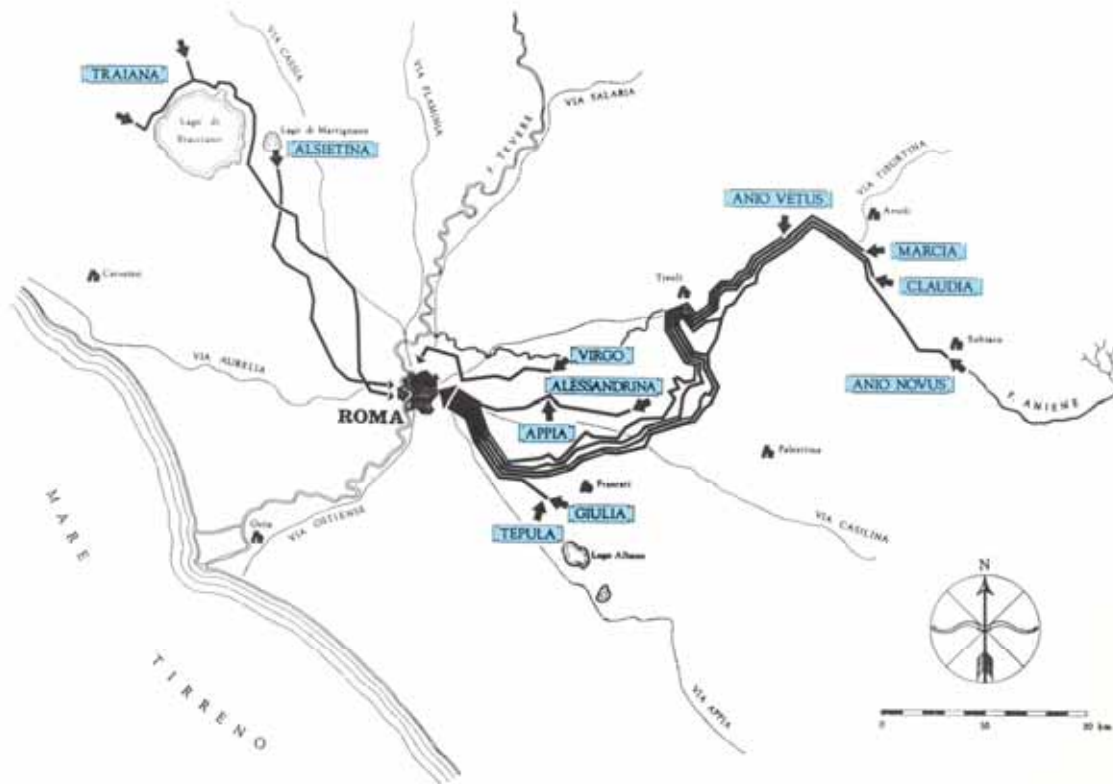 VIA CASSIA
VIA FLAMINIA
TRAIANA
Lago di
Bracciano
Lago di Martignano
ALSIETINA
F. TEVERE
VIA SALARIA
VIA TIBURTINA
ANIO VETUS
Arsoli
MARCIA
CLAUDIA
Cerveteri
Tivoli
Subiaco
ANIO NOVUS
F. ANIENE
VIA AURELIA
VIRGO
ALESSANDRINA
ROMA
APPIA
Palestrina
Frascati
GIULIA
TEPULA
VIA CASILINA
Ostia
VIA OSTIENSE
Lago Albano
MARE
TIRRENO
VIA APPIA
N
0
20 km.